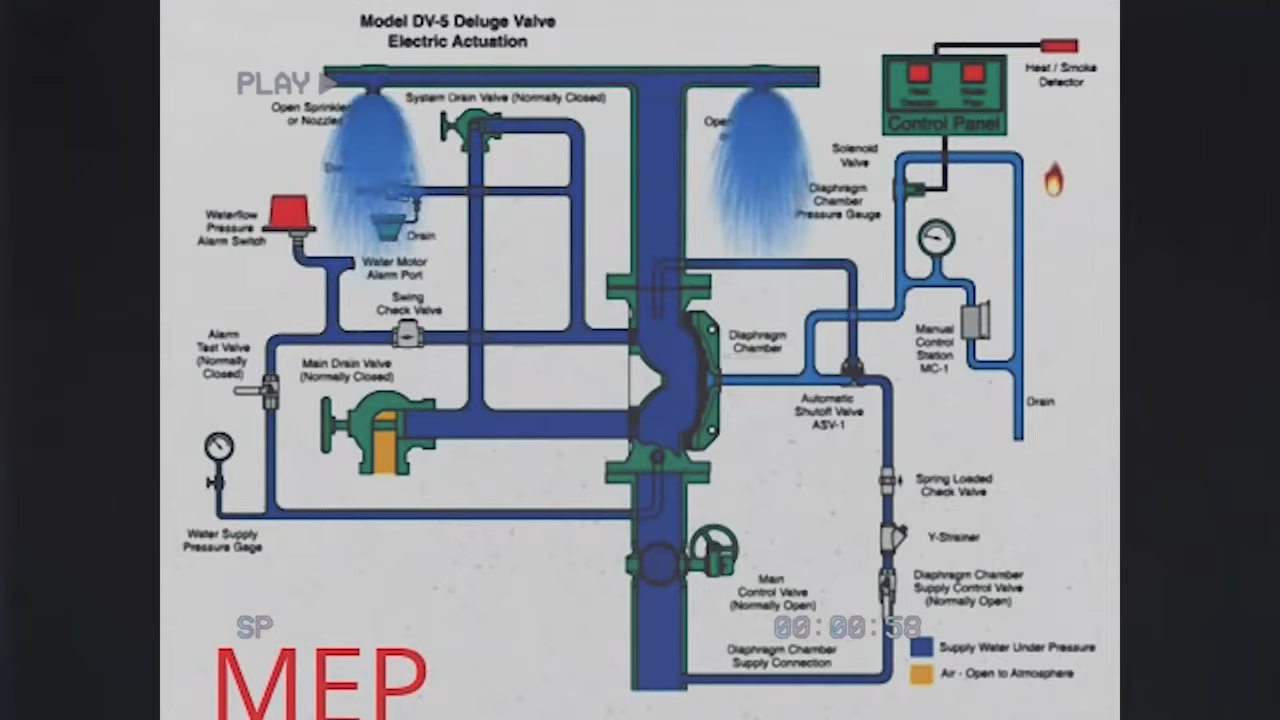 Model DV-5 Deluge Valve
Electric Actuation
PLAY
Open Sprinkler
or Nozzles
System Drain Valve (Normally Closed)
Heat / Smoke
Detector
Control Panel
Solenoid
Valve
Diaphragm
Chamber
Pressure Gauge
Waterflow
Pressure
Alarm Switch
Drain
Water Motor
Alarm Port
Swing
Check Valve
Alarm
Test Valve
(Normally
Closed)
Main Drain Valve
(Normally Closed)
Diaphragm
Chamber
Manual
Control
Station
MC-1
Automatic
Shutoff Valve
ASV-1
Drain
Spring Loaded
Check Valve
Water Supply
Pressure Gage
Y-Strainer
Main
Control Valve
(Normally Open)
Diaphragm Chamber
Supply Control Valve
(Normally Open)
SP
00:00:58
Diaphragm Chamber
Supply Connection
Supply Water Under Pressure
Air - Open to Atmosphere
MEP